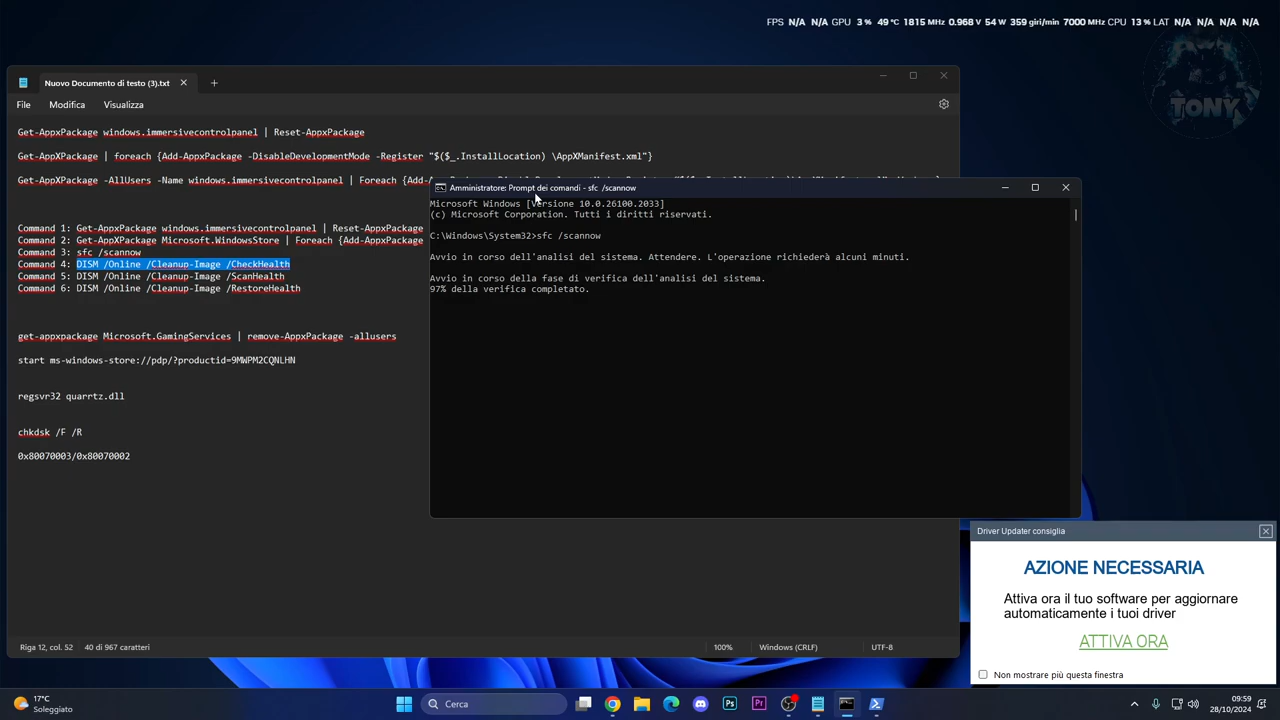 FPS N/A N/A GPU 3 % 49 °C 1815 MHz 0.968 V 54 W 359 giri/min 7000 MHz CPU 13 % LAT N/A N/A N/A N/A
TONY
Nuovo Documento di testo (3).txt
File Modifica Visualizza
Get-AppxPackage windows.immersivecontrolpanel | Reset-AppxPackage
Get-AppXPackage | foreach {Add-AppxPackage -DisableDevelopmentMode -Register "$($_.InstallLocation) \AppXManifest.xml"}
Get-AppXPackage -AllUsers -Name windows.immersivecontrolpanel | Foreach {Add-
Command 1: Get-AppxPackage windows.immersivecontrolpanel | Reset-AppxPackage
Command 2: Get-AppXPackage Microsoft.WindowsStore | Foreach {Add-AppxPackage
Command 3: sfc /scannow
Command 4: DISM /Online /Cleanup-Image /CheckHealth
Command 5: DISM /Online /Cleanup-Image /ScanHealth
Command 6: DISM /Online /Cleanup-Image /RestoreHealth
get-appxpackage Microsoft.GamingServices | remove-AppxPackage -allusers
start ms-windows-store://pdp/?productid=9MWPM2CQNLHN
regsvr32 quarrtz.dll
chkdsk /F /R
0x80070003/0x80070002
Riga 12, col. 52 40 di 967 caratteri 100% Windows (CRLF) UTF-8
Amministratore: Prompt dei comandi - sfc /scannow
Microsoft Windows [Versione 10.0.26100.2033]
(c) Microsoft Corporation. Tutti i diritti riservati.
C:\Windows\System32>sfc /scannow
Avvio in corso dell'analisi del sistema. Attendere. L'operazione richiederà alcuni minuti.
Avvio in corso della fase di verifica dell'analisi del sistema.
97% della verifica completato.
Driver Updater consiglia
AZIONE NECESSARIA
Attiva ora il tuo software per aggiornare
automaticamente i tuoi driver
ATTIVA ORA
Non mostrare più questa finestra
17°C
Soleggiato
Cerca
Ps
Pr
09:59
28/10/2024